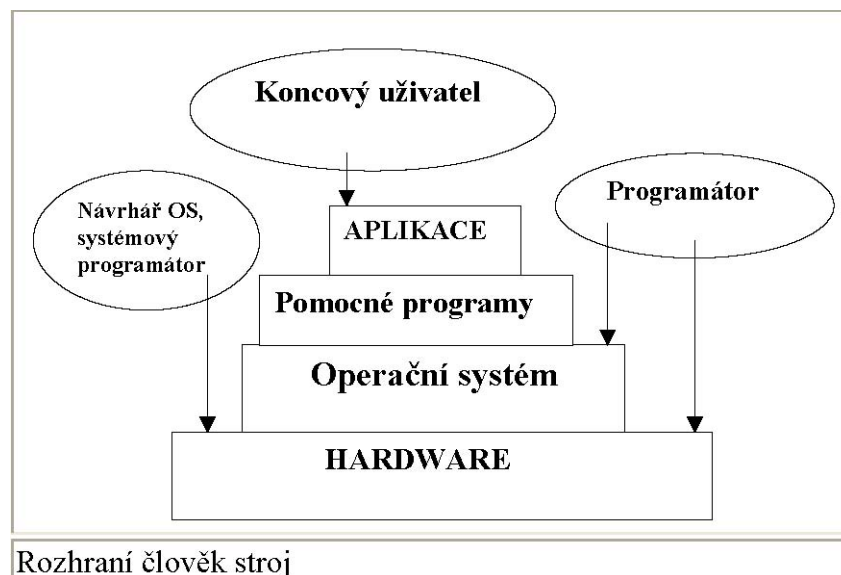 Koncový uživatel
Návrhář OS,
systémový
programátor
Programátor
APLIKACE
Pomocné programy
Operační systém
HARDWARE
Rozhraní člověk stroj